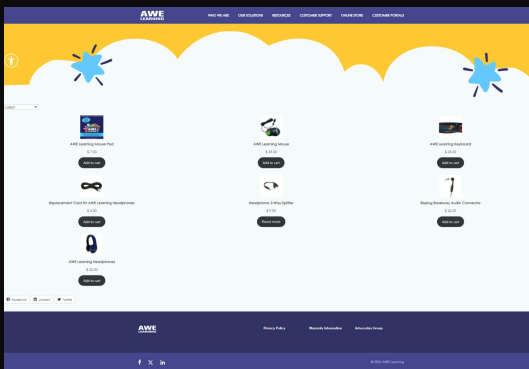 AWE
LEARNING
WHO WE ARE OUR SOLUTIONS RESOURCES CUSTOMER SUPPORT ONLINE STORE CUSTOMER PORTALS
Latest
AWE Learning Mouse Pad
AWE Learning Mouse
AWE Learning Keyboard
$ 7.00
Add to cart
Add to cart
Add to cart
Replacement Cord for AWE Learning Headphones
Headphone 2-Way Splitter
Replug Breakaway Audio Connector
Add to cart
Read more
Add to cart
AWE Learning Headphones
Add to cart
Facebook LinkedIn Twitter
AWE
LEARNING
Privacy Policy Warranty Information Advocates Group